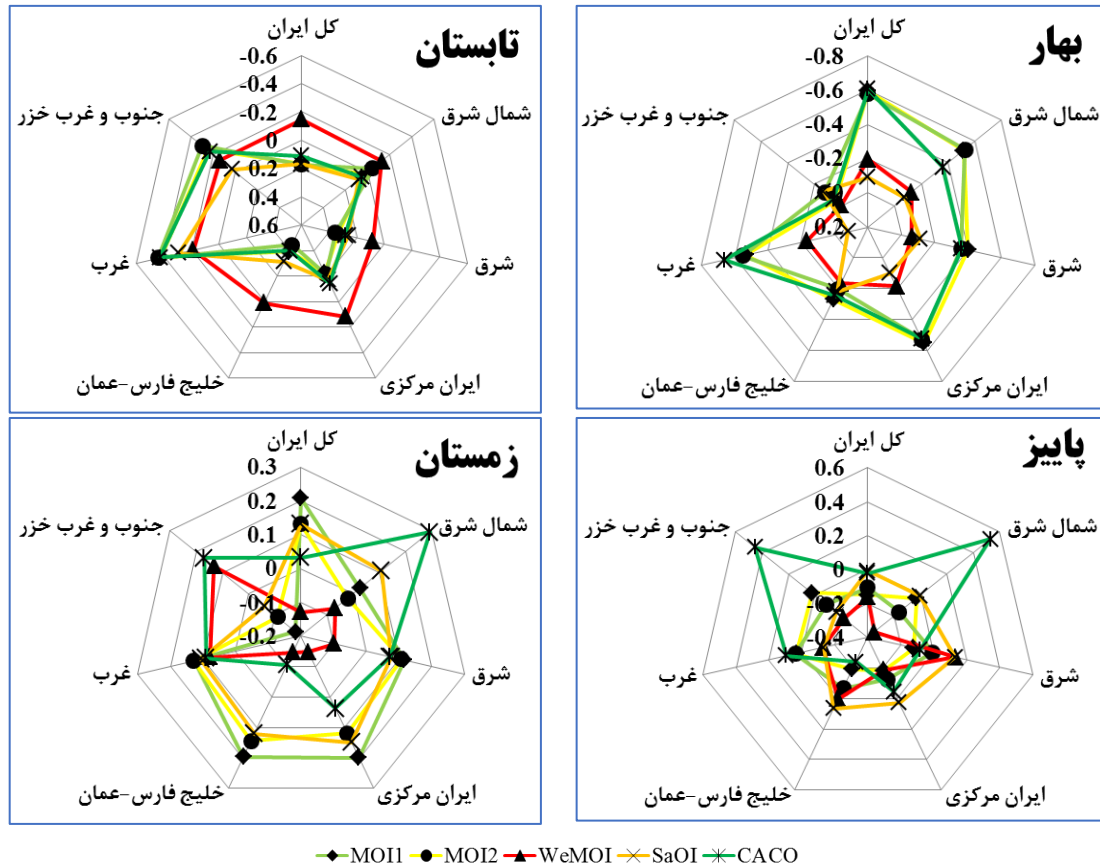 بهار
کل ایران
شمال شرق
شرق
ایران مرکزی
خلیج فارس-عمان
غرب
جنوب و غرب خزر
-0.8
-0.6
-0.4
-0.2
0
0.2
تابستان
کل ایران
شمال شرق
شرق
ایران مرکزی
خلیج فارس-عمان
غرب
جنوب و غرب خزر
-0.6
-0.4
-0.2
0
0.2
0.4
0.6
پاییز
کل ایران
شمال شرق
شرق
ایران مرکزی
خلیج فارس-عمان
غرب
جنوب و غرب خزر
0.6
0.4
0.2
0
-0.2
-0.4
زمستان
کل ایران
شمال شرق
شرق
ایران مرکزی
خلیج فارس-عمان
غرب
جنوب و غرب خزر
0.3
0.2
0.1
0
-0.1
-0.2
MOI1 MOI2 WeMOI SaOI CACO